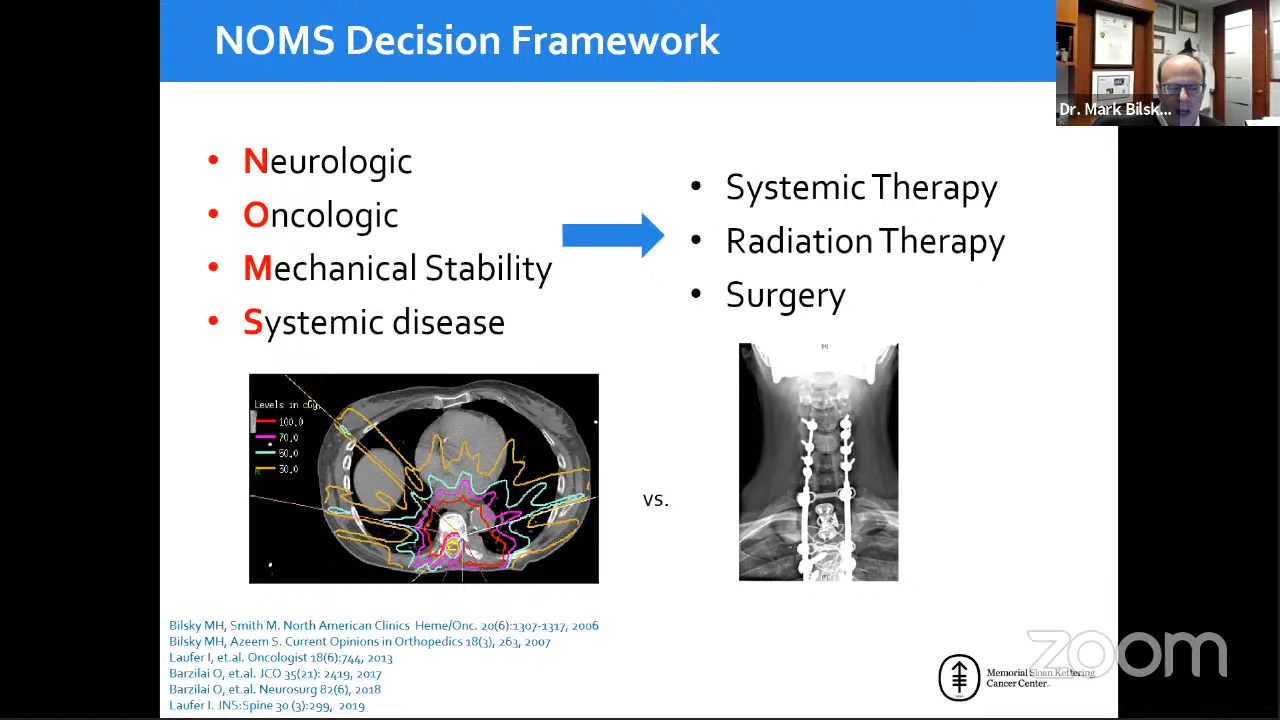 NOMS Decision Framework
Dr. Mark Bilsk...
• Neurologic
• Oncologic
• Mechanical Stability
• Systemic disease
• Systemic Therapy
• Radiation Therapy
• Surgery
Levels in cGy
100.0
70.0
50.0
30.0
vs.
Bilsky MH, Smith M. North American Clinics Heme/Onc. 20(6):1307-1317, 2006
Bilsky MH, Azeem S. Current Opinions in Orthopedics 18(3), 263, 2007
Laufer I, et.al. Oncologist 18(6):744, 2013
Barzilai O, et.al. JCO 35(21): 2419, 2017
Barzilai O, et.al. Neurosurg 82(6), 2018
Laufer I. JNS:Spine 30 (3):299, 2019
Memorial Sloan Kettering
Cancer Center
zoom